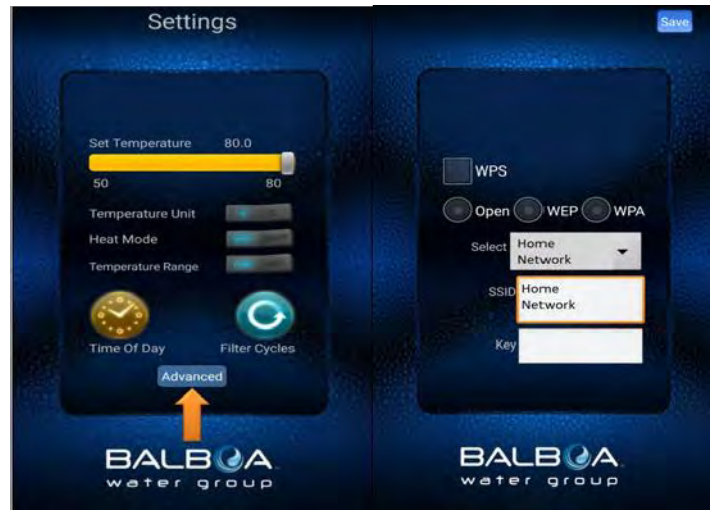 Settings
Set Temperature 80.0
50 80
Temperature Unit
Heat Mode
Temperature Range
Time Of Day Filter Cycles
Advanced
BALBOA
water group
Save
WPS
Open WEP WPA
Select Home
Network
SSID Home
Network
Key
BALBOA
water group